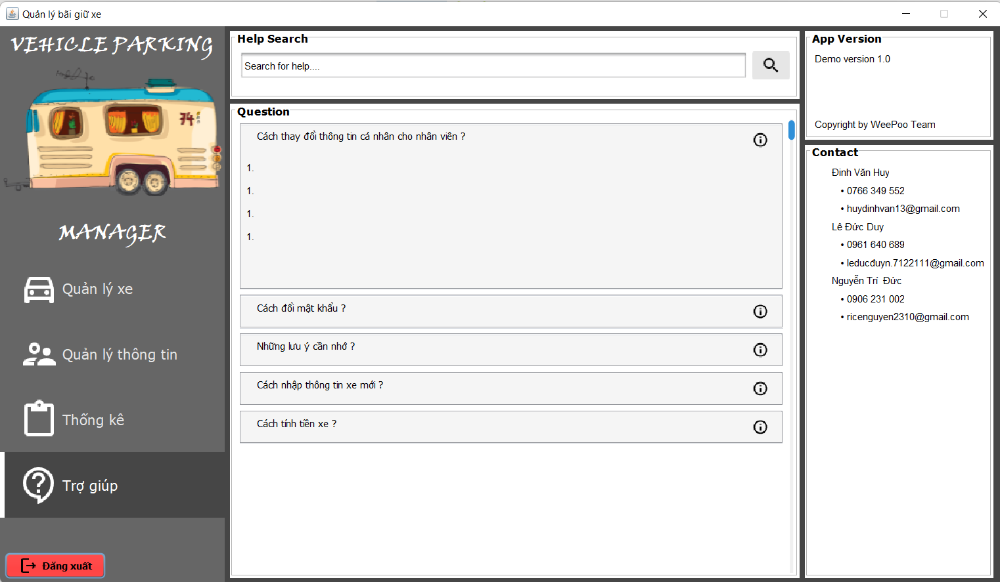 Quản lý bãi giữ xe
VEHICLE PARKING
74
MANAGER
Quản lý xe
Quản lý thông tin
Thống kê
Trợ giúp
Đăng xuất
Help Search
Search for help....
Question
Cách thay đổi thông tin cá nhân cho nhân viên ?
1.
1.
1.
1.
Cách đổi mật khẩu ?
Những lưu ý cần nhớ ?
Cách nhập thông tin xe mới ?
Cách tính tiền xe ?
App Version
Demo version 1.0
Copyright by WeePoo Team
Contact
Đinh Văn Huy
• 0766 349 552
• huydinhvan13@gmail.com
Lê Đức Duy
• 0961 640 689
• leducđuyn.7122111@gmail.com
Nguyễn Trí  Đức
• 0906 231 002
• ricenguyen2310@gmail.com